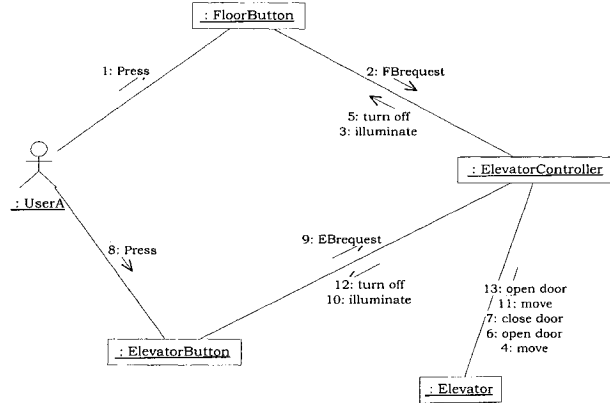 : FloorButton
1: Press
2: FBrequest
5: turn off
3: illuminate
: UserA
: ElevatorController
8: Press
9: EBrequest
12: turn off
10: illuminate
13: open door
11: move
7: close door
6: open door
4: move
: ElevatorButton
: Elevator